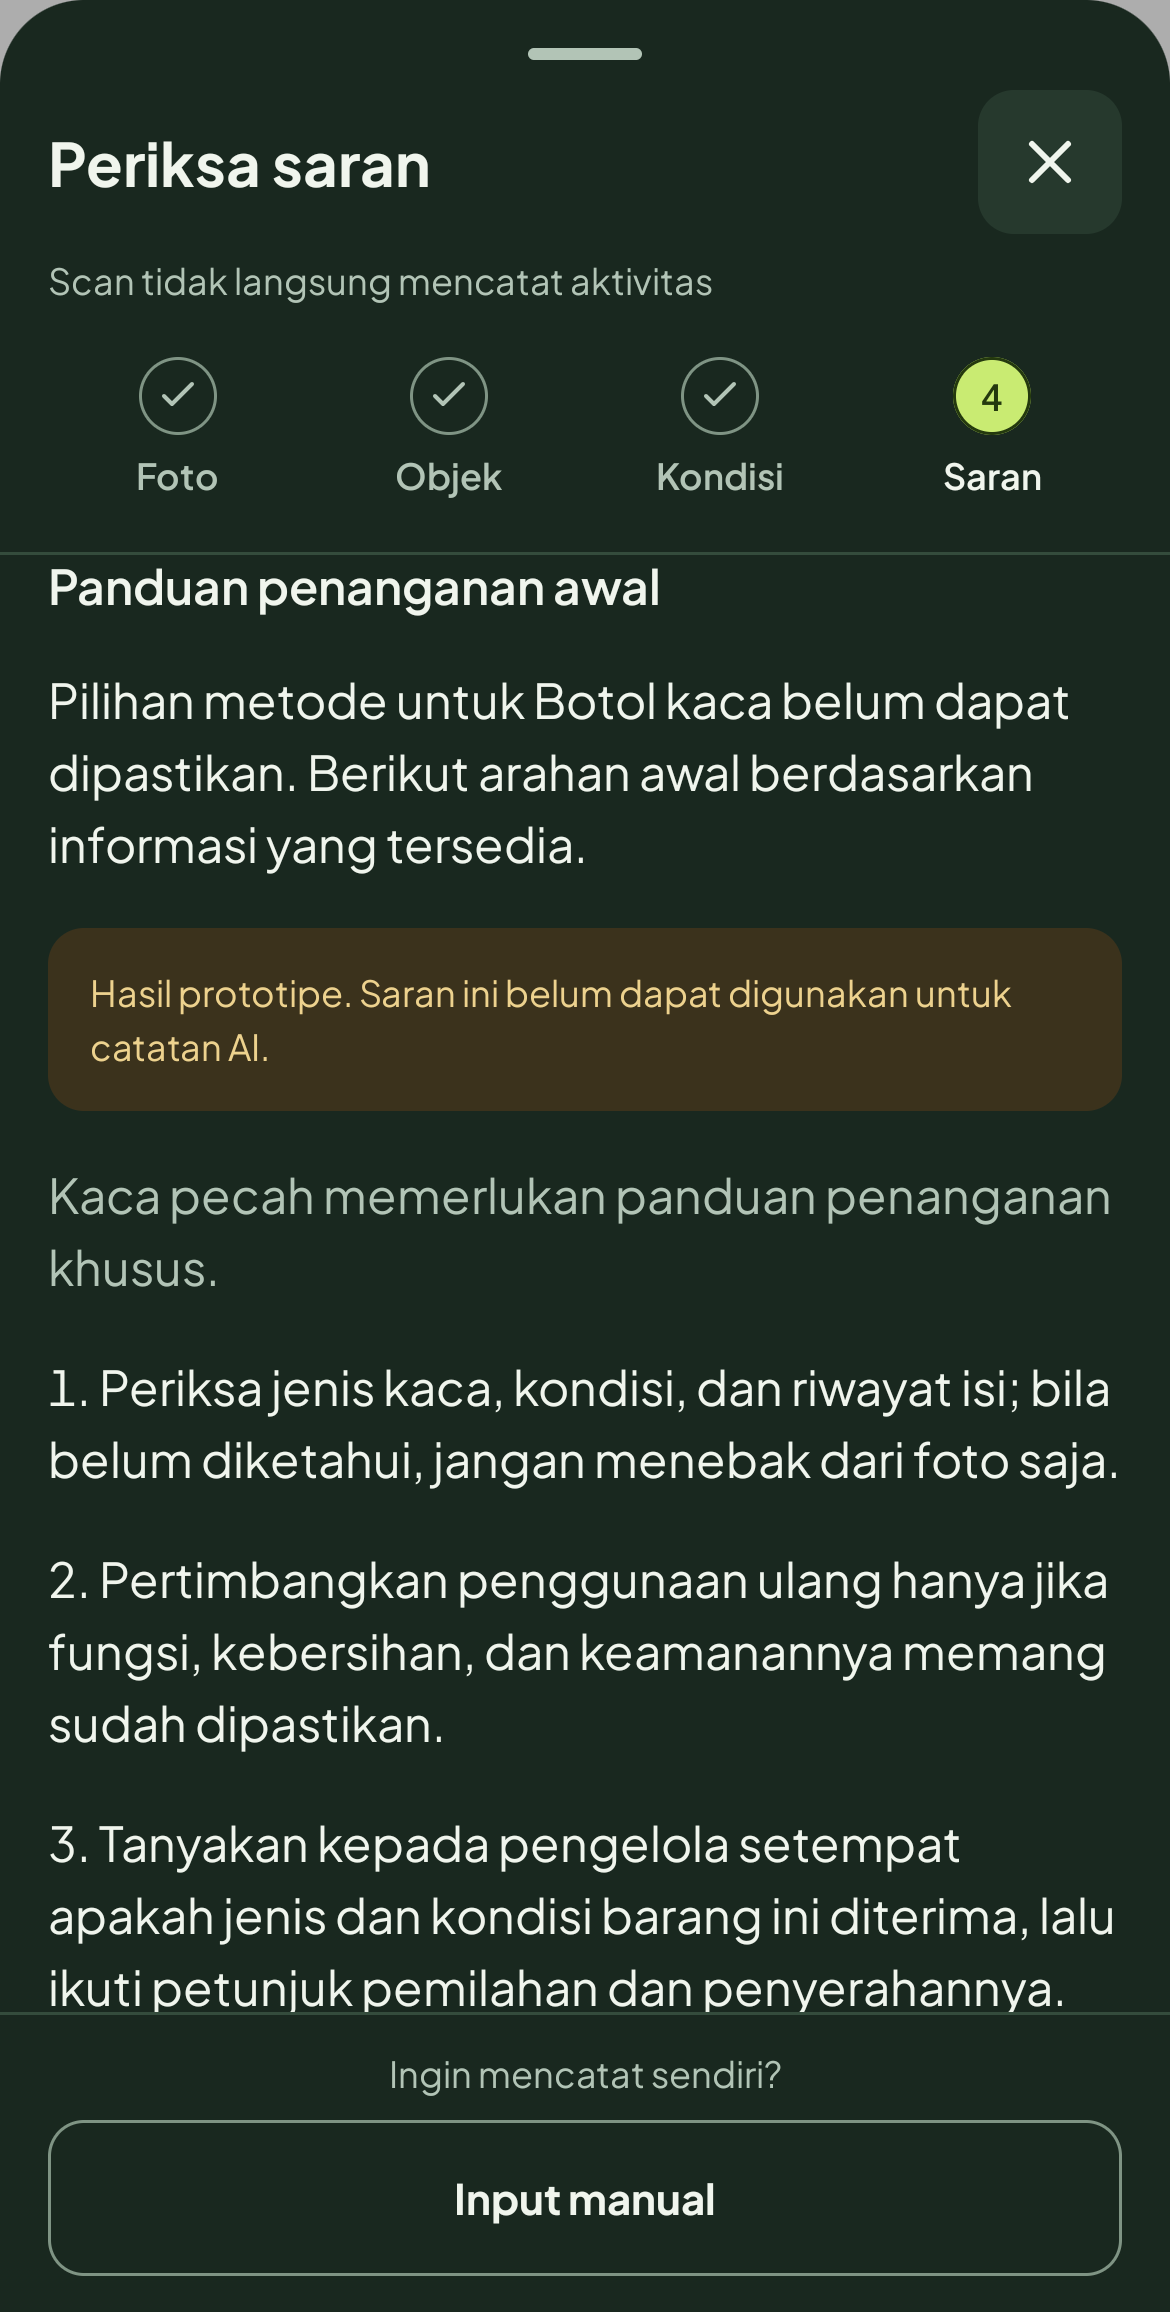 Periksa saran
Scan tidak langsung mencatat aktivitas
4
Foto
Objek
Kondisi
Saran
Panduan penanganan awal
Pilihan metode untuk Botol kaca belum dapat
dipastikan. Berikut arahan awal berdasarkan
informasi yang tersedia.
Hasil prototipe. Saran ini belum dapat digunakan untuk
catatan AI.
Kaca pecah memerlukan panduan penanganan
khusus.
1. Periksa jenis kaca, kondisi, dan riwayat isi; bila
belum diketahui, jangan menebak dari foto saja.
2. Pertimbangkan penggunaan ulang hanya jika
fungsi, kebersihan, dan keamanannya memang
sudah dipastikan.
3. Tanyakan kepada pengelola setempat
apakah jenis dan kondisi barang ini diterima, lalu
ikuti petunjuk pemilahan dan penyerahannya.
Ingin mencatat sendiri?
Input manual